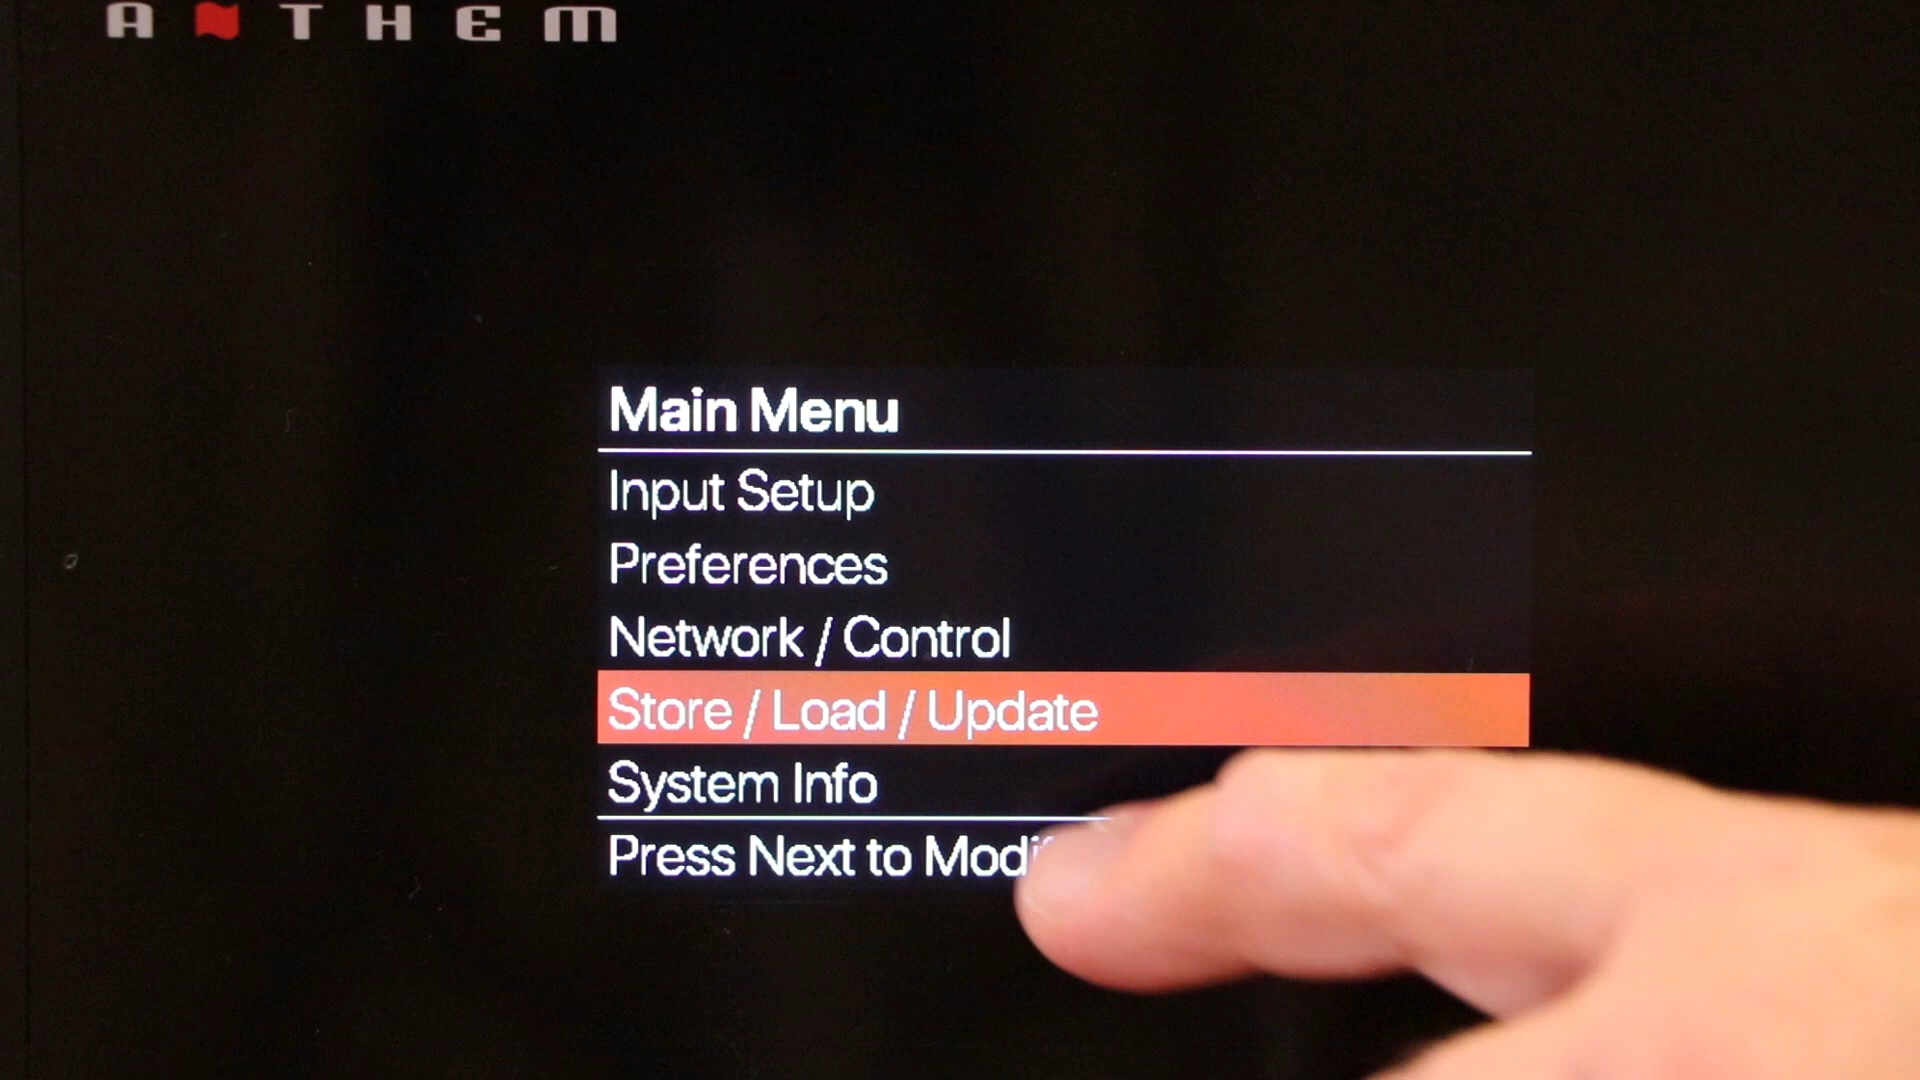 ANTHEM
Main Menu
Input Setup
Preferences
Network / Control
Store / Load / Update
System Info
Press Next to